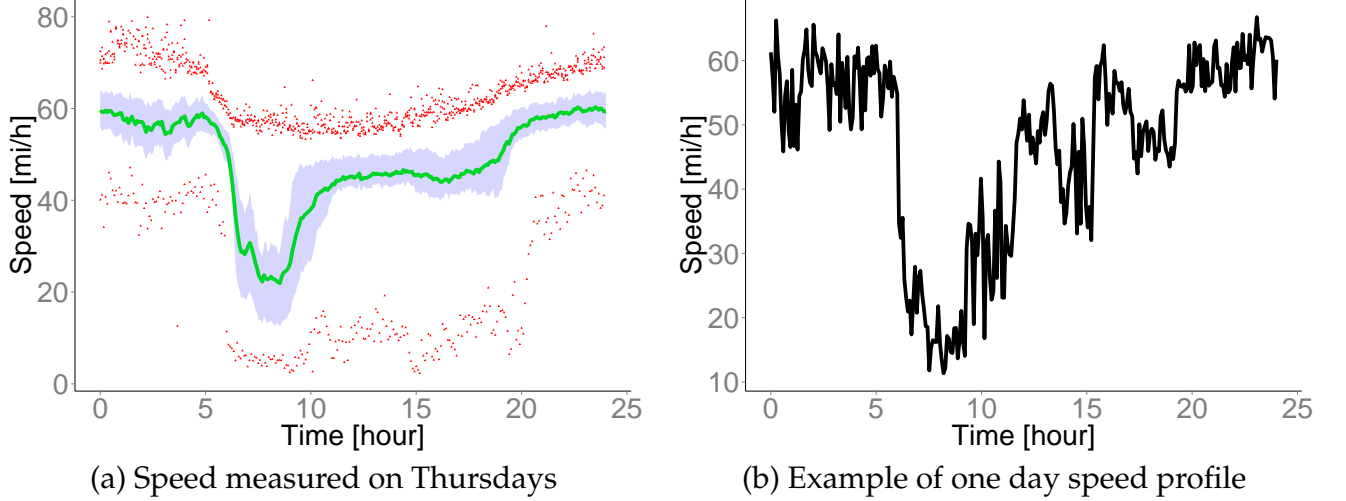 80
60
40
20
0
Speed [mi/h]
0 5 10 15 20 25
Time [hour]
(a) Speed measured on Thursdays
60
50
40
30
20
10
Speed [mi/h]
0 5 10 15 20 25
Time [hour]
(b) Example of one day speed profile